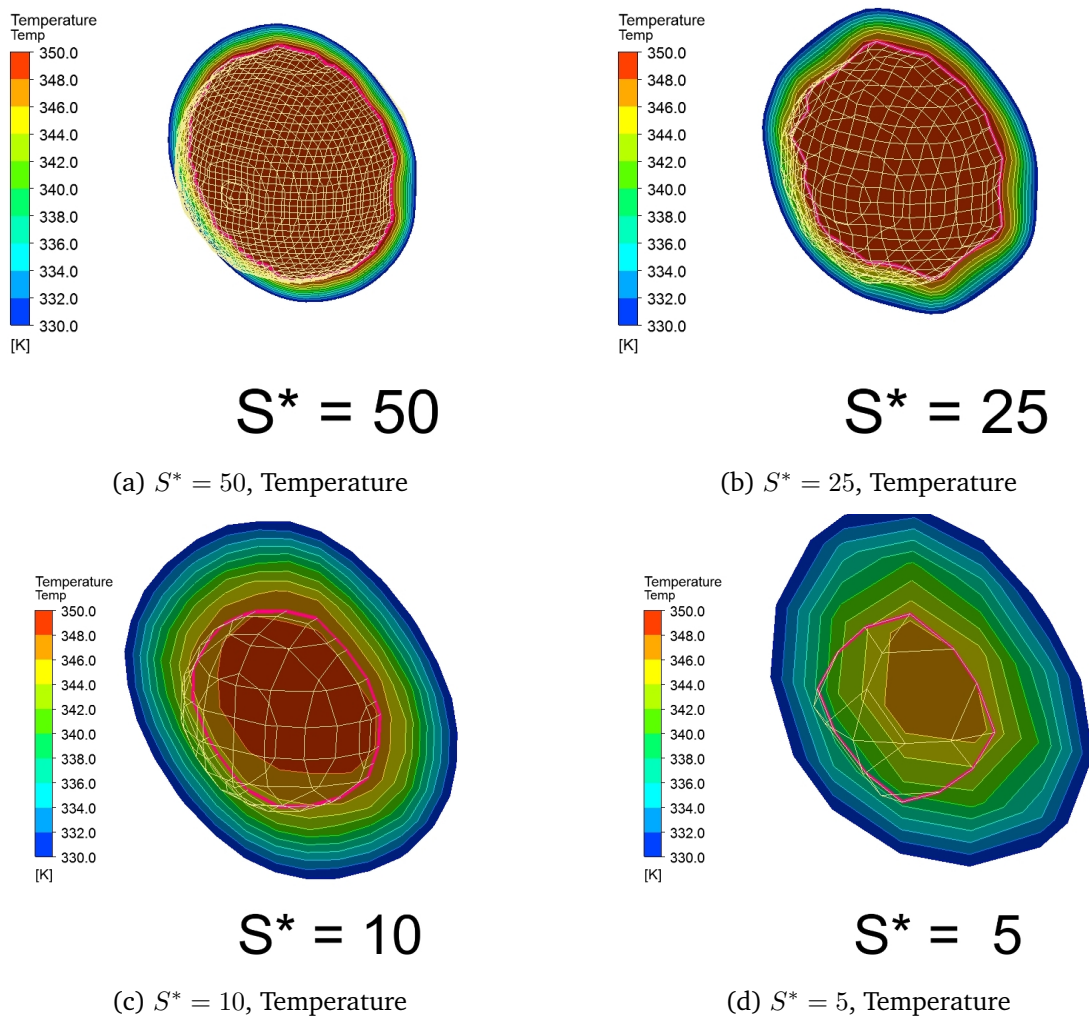 Temperature
Temp
350.0
348.0
346.0
344.0
342.0
340.0
338.0
336.0
334.0
332.0
330.0
[K]
S* = 50
(a) S* = 50, Temperature
Temperature
Temp
350.0
348.0
346.0
344.0
342.0
340.0
338.0
336.0
334.0
332.0
330.0
[K]
S* = 25
(b) S* = 25, Temperature
Temperature
Temp
350.0
348.0
346.0
344.0
342.0
340.0
338.0
336.0
334.0
332.0
330.0
[K]
S* = 10
(c) S* = 10, Temperature
Temperature
Temp
350.0
348.0
346.0
344.0
342.0
340.0
338.0
336.0
334.0
332.0
330.0
[K]
S* = 5
(d) S* = 5, Temperature